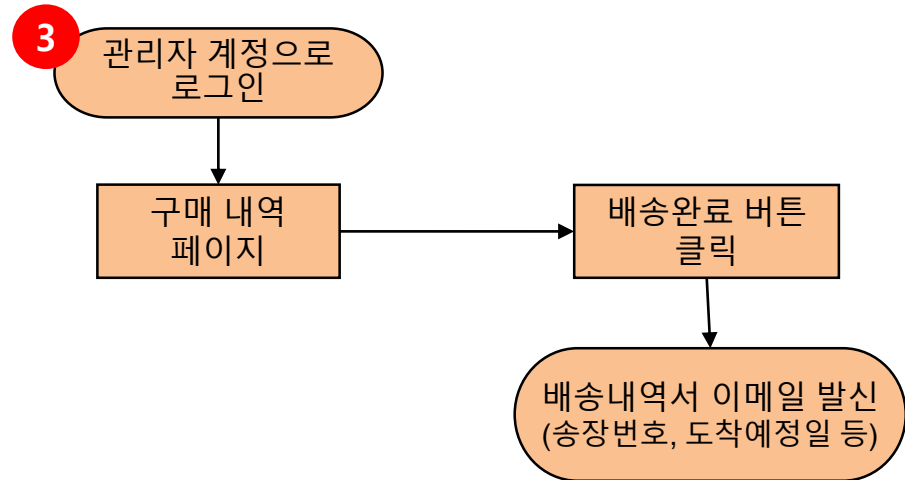 3
관리자 계정으로
로그인
구매 내역
페이지
배송완료 버튼
클릭
배송내역서 이메일 발신
(송장번호, 도착예정일 등)